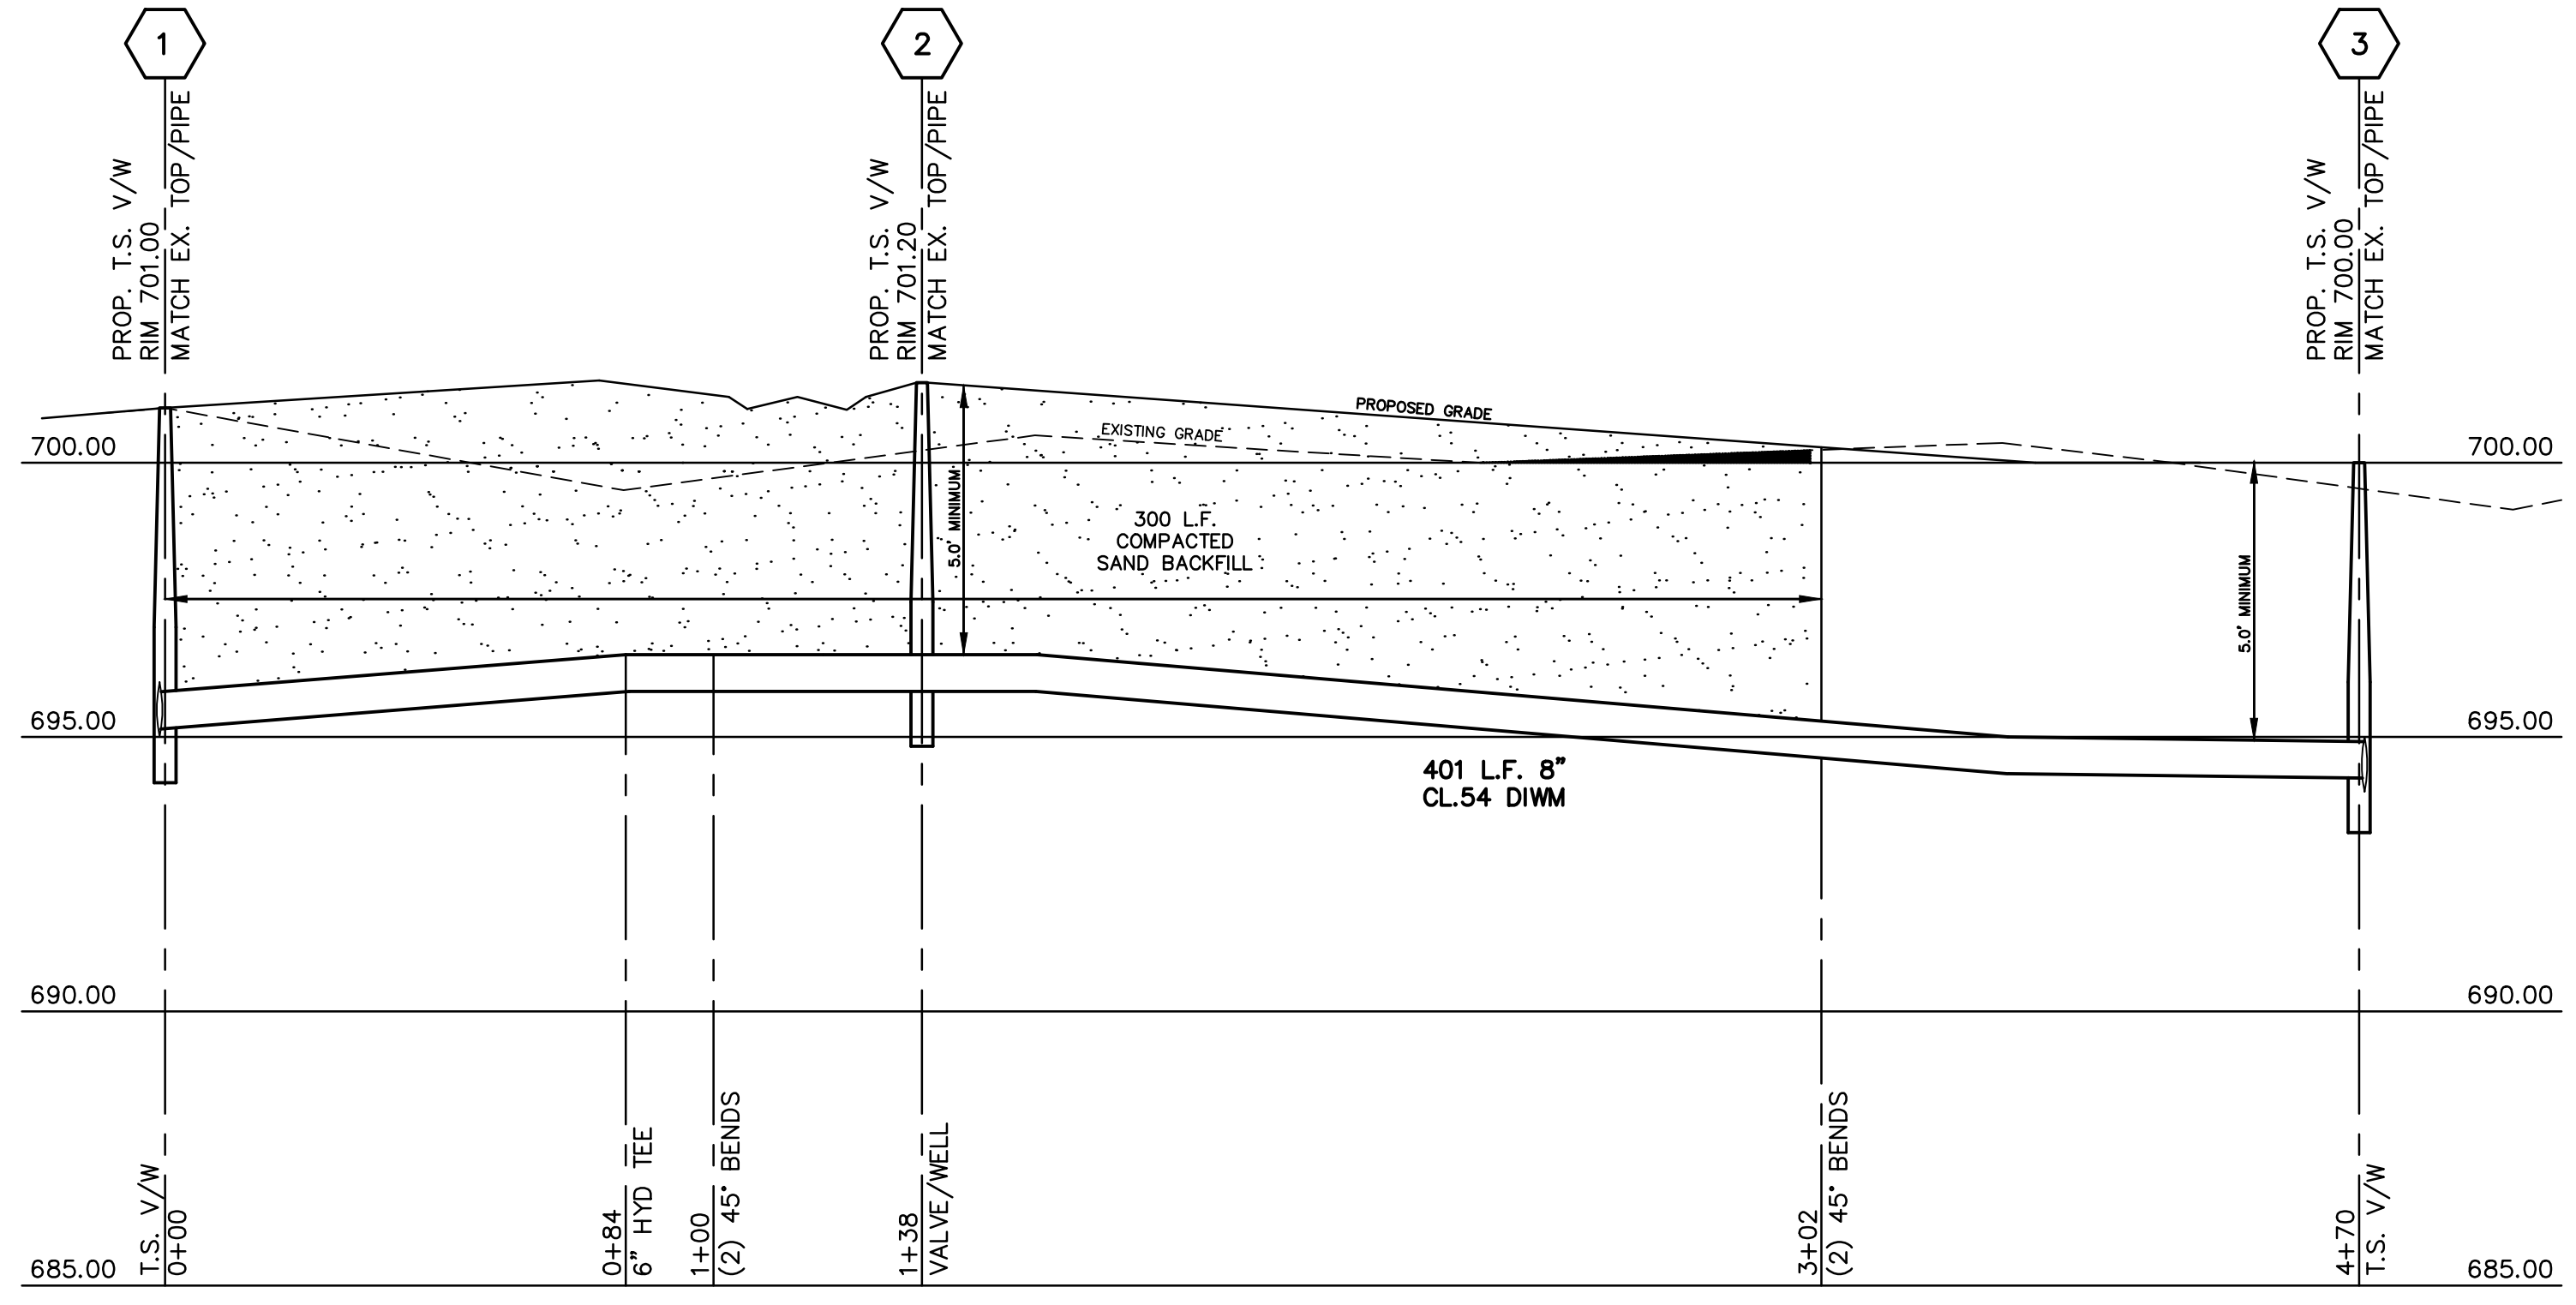 1
2
3
PROP. T.S. V/W
RIM 701.00
MATCH EX. TOP/PIPE
PROP. T.S. V/W
RIM 701.20
MATCH EX. TOP/PIPE
PROP. T.S. V/W
RIM 700.00
MATCH EX. TOP/PIPE
PROPOSED GRADE
EXISTING GRADE
700.00
700.00
5.0' MINIMUM
300 L.F.
COMPACTED
SAND BACKFILL
5.0' MINIMUM
695.00
695.00
401 L.F. 8"
CL.54 DIWM
690.00
690.00
T.S. V/W
0+00
0+84
6" HYD TEE
1+00
(2) 45° BENDS
1+38
VALVE/WELL
3+02
(2) 45° BENDS
4+70
T.S. V/W
685.00
685.00